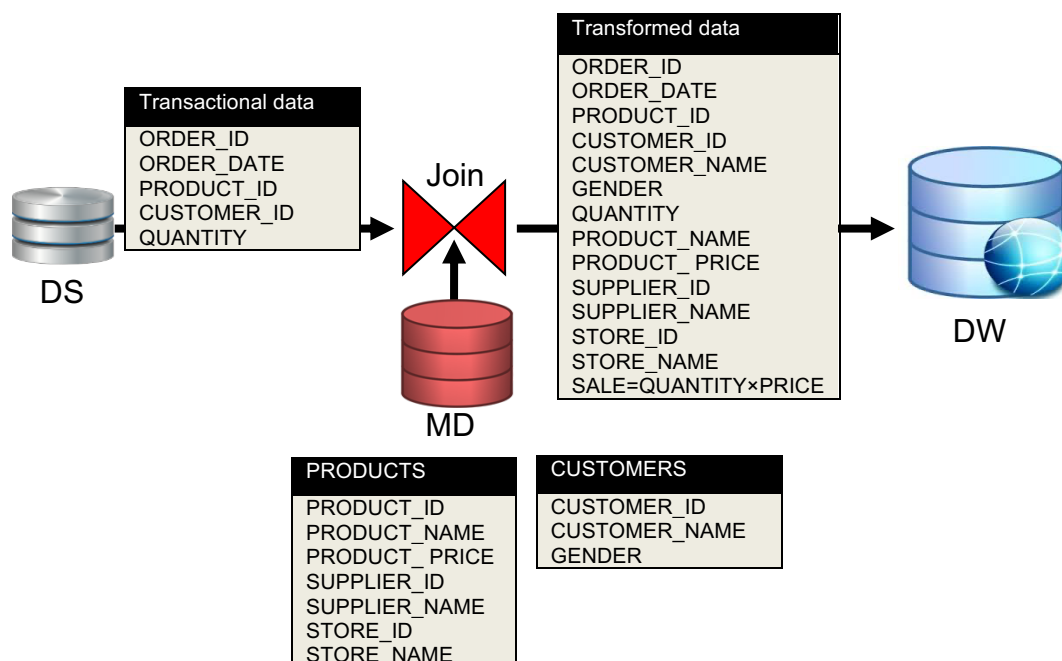 Transactional data
ORDER_ID
ORDER_DATE
PRODUCT_ID
CUSTOMER_ID
QUANTITY
DS
Join
MD
Transformed data
ORDER_ID
ORDER_DATE
PRODUCT_ID
CUSTOMER_ID
CUSTOMER_NAME
GENDER
QUANTITY
PRODUCT_NAME
PRODUCT_ PRICE
SUPPLIER_ID
SUPPLIER_NAME
STORE_ID
STORE_NAME
SALE=QUANTITY×PRICE
DW
PRODUCTS
PRODUCT_ID
PRODUCT_NAME
PRODUCT_ PRICE
SUPPLIER_ID
SUPPLIER_NAME
STORE_ID
STORE_NAME
CUSTOMERS
CUSTOMER_ID
CUSTOMER_NAME
GENDER